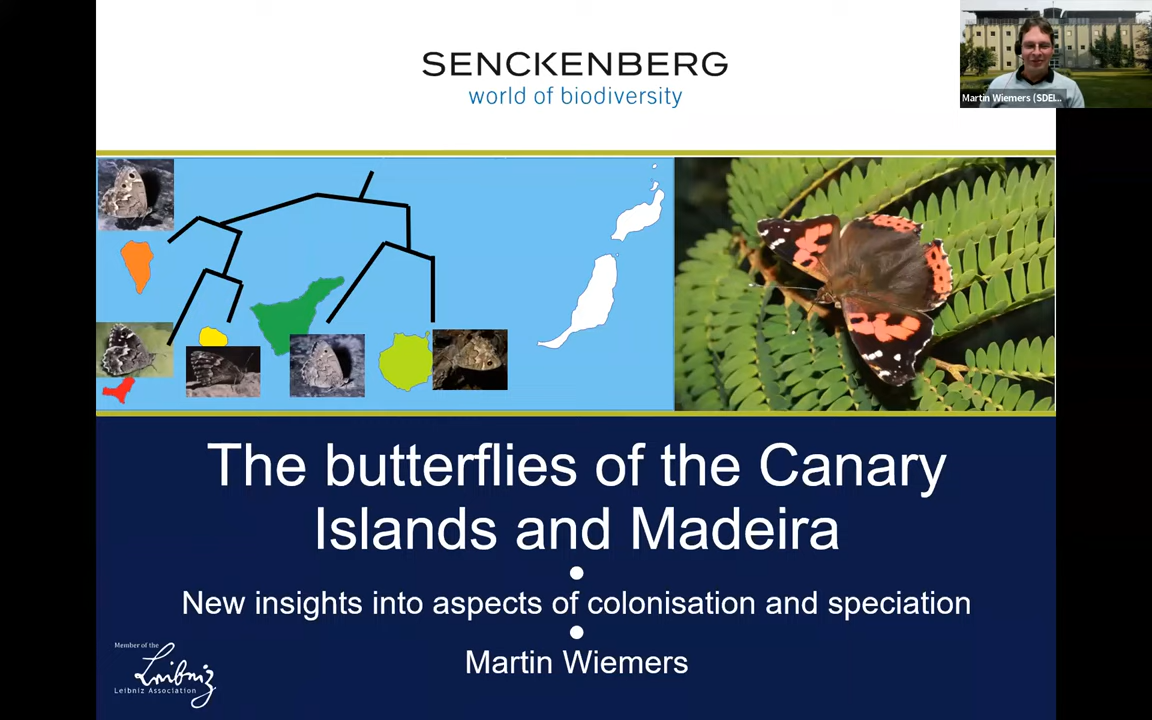 SENCKENBERG
world of biodiversity
Martin Wiemers (SDEI...
The butterflies of the Canary
Islands and Madeira
New insights into aspects of colonisation and speciation
Martin Wiemers
Member of the
Leibniz
Leibniz Association